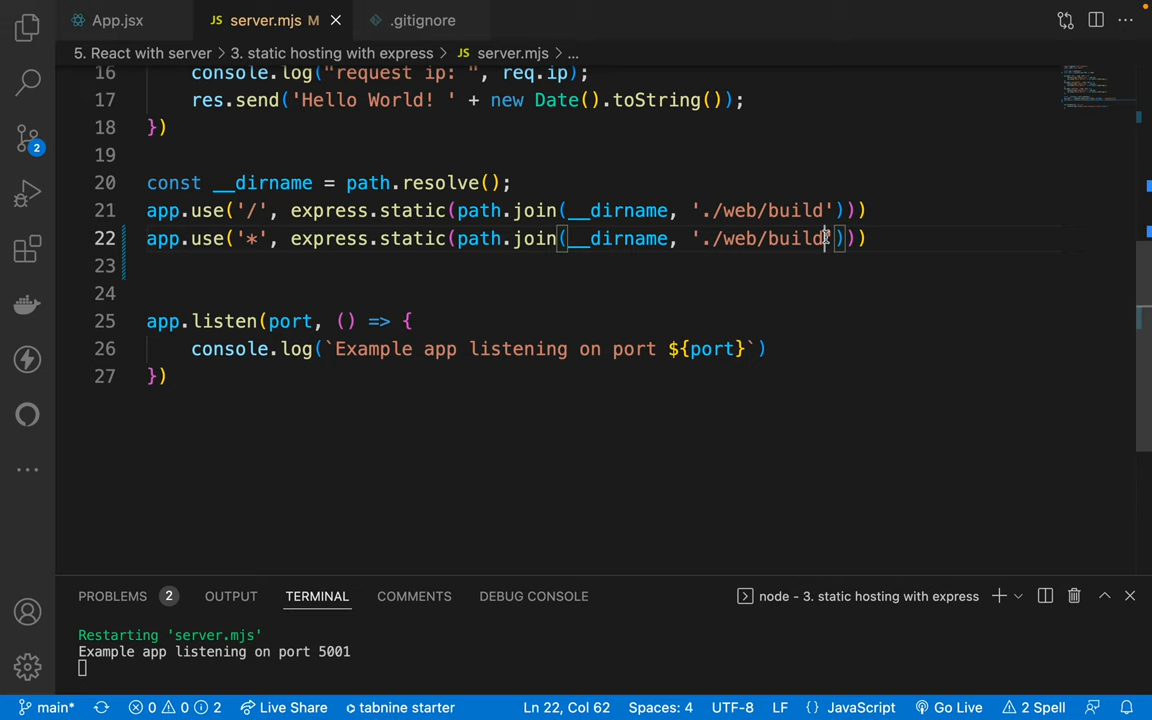 App.jsx
JS server.mjs M
.gitignore
5. React with server > 3. static hosting with express > JS server.mjs > ...
16 console.log("request ip: ", req.ip);
17 res.send('Hello World! ' + new Date().toString());
18 })
19
20 const __dirname = path.resolve();
21 app.use('/', express.static(path.join(__dirname, './web/build')))
22 app.use('*', express.static(path.join(__dirname, './web/build')))
23
24
25 app.listen(port, () => {
26 console.log(`Example app listening on port ${port}`)
27 })
2
PROBLEMS 2 OUTPUT TERMINAL COMMENTS DEBUG CONSOLE
node - 3. static hosting with express
Restarting 'server.mjs'
Example app listening on port 5001
main* 0 0 2 Live Share tabnine starter Ln 22, Col 62 Spaces: 4 UTF-8 LF {} JavaScript Go Live 2 Spell